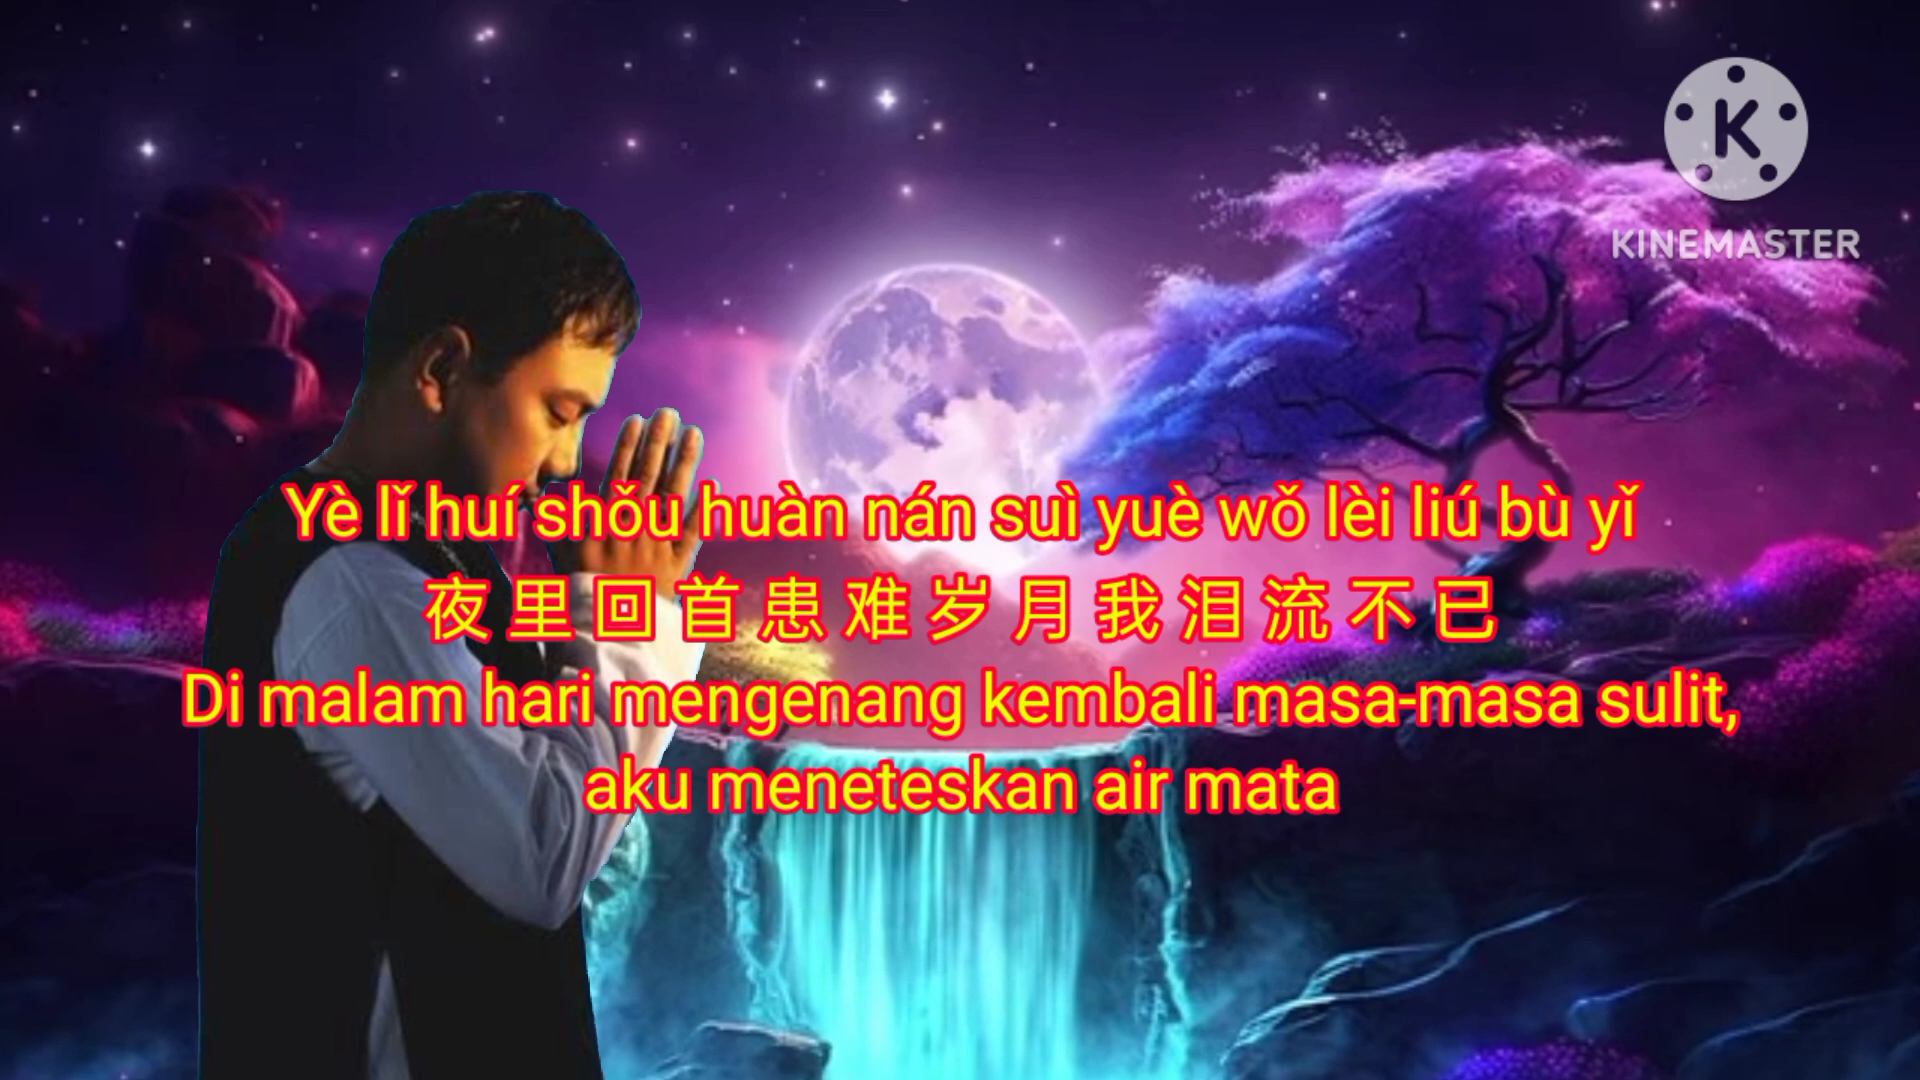 KINEMASTER
Yè lǐ huí shǒu huàn nán suì yuè wǒ lèi liú bù yǐ
夜里回首患难岁月我泪流不已
Di malam hari mengenang kembali masa-masa sulit,
aku meneteskan air mata